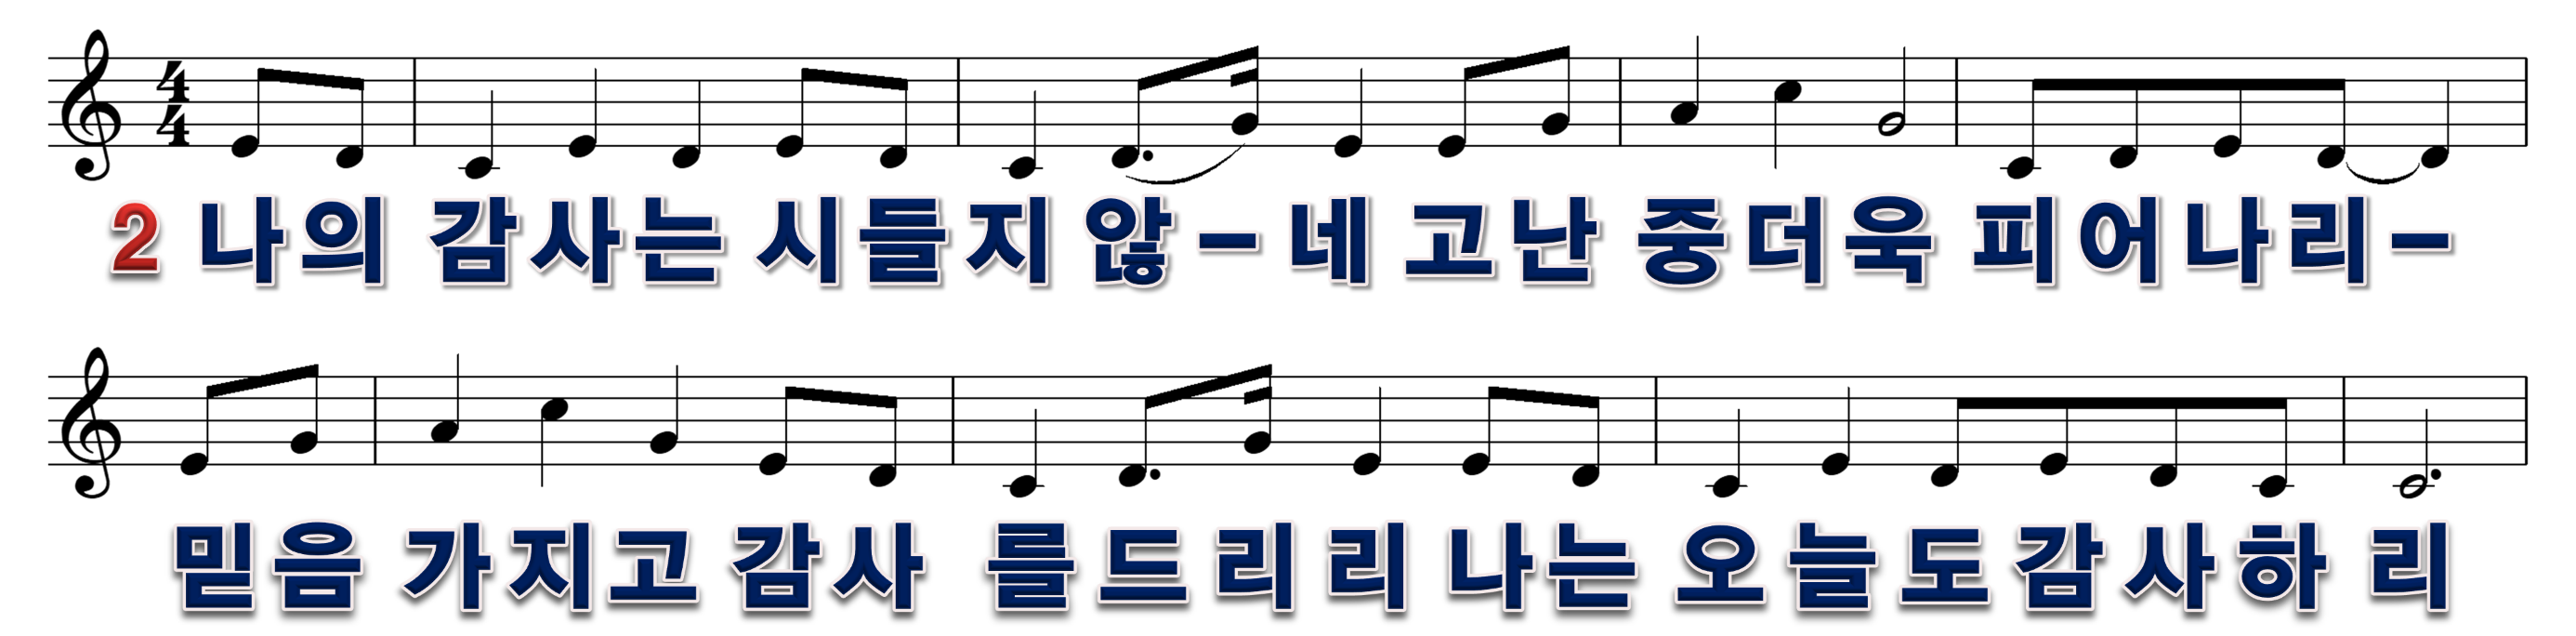 4 4
2 나의 감사는 시들지 않- 네 고난 중더욱 피어나리-
믿음 가지고 감사 를드리리 나는 오늘도감사하 리